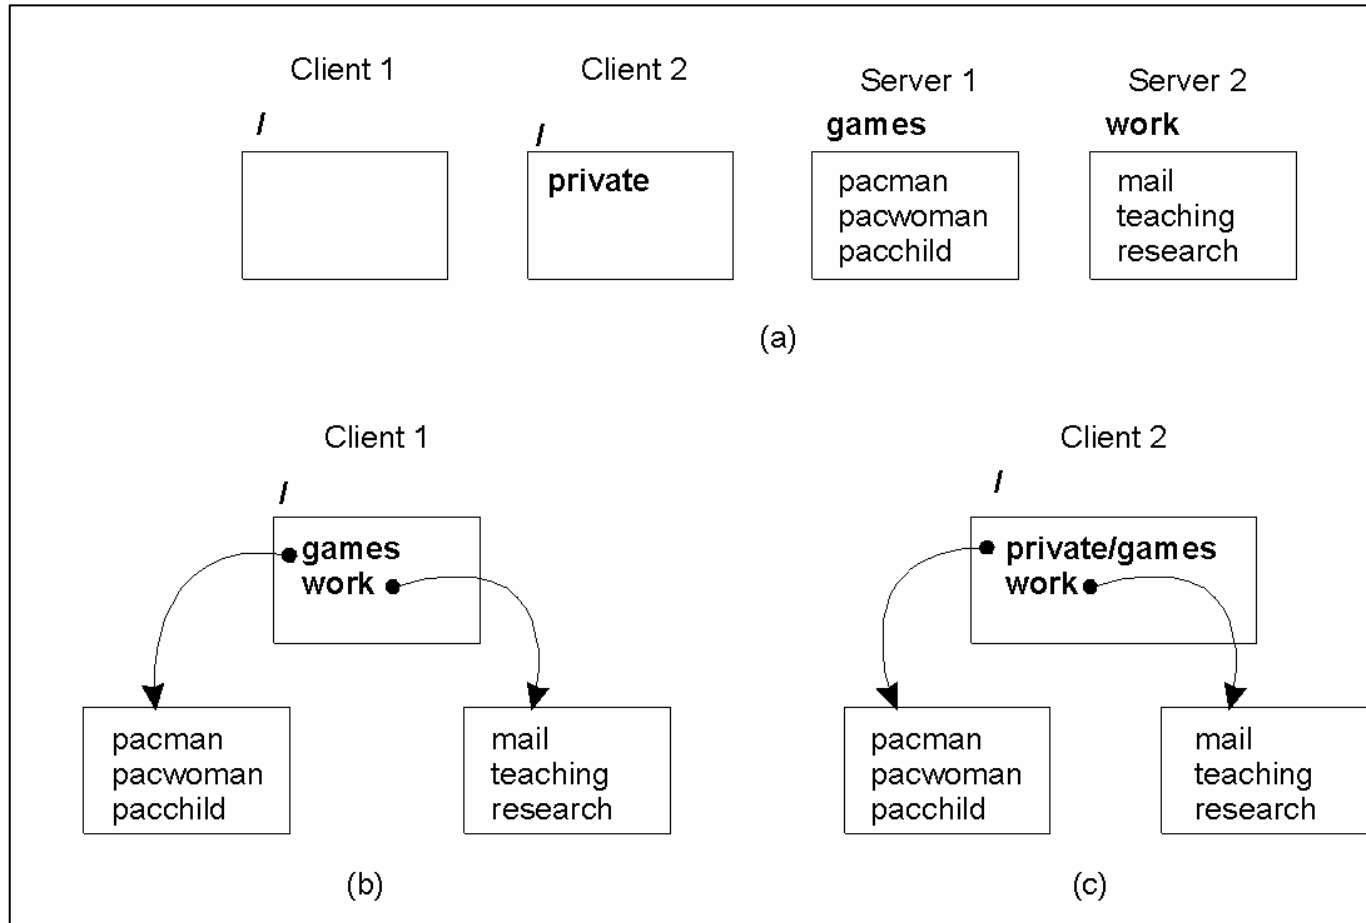 Client 1
Client 2
Server 1
Server 2
/
/
games
work
private
pacman
pacwoman
pacchild
mail
teaching
research
(a)
Client 1
/
games
work
pacman
pacwoman
pacchild
mail
teaching
research
(b)
Client 2
/
private/games
work
pacman
pacwoman
pacchild
mail
teaching
research
(c)